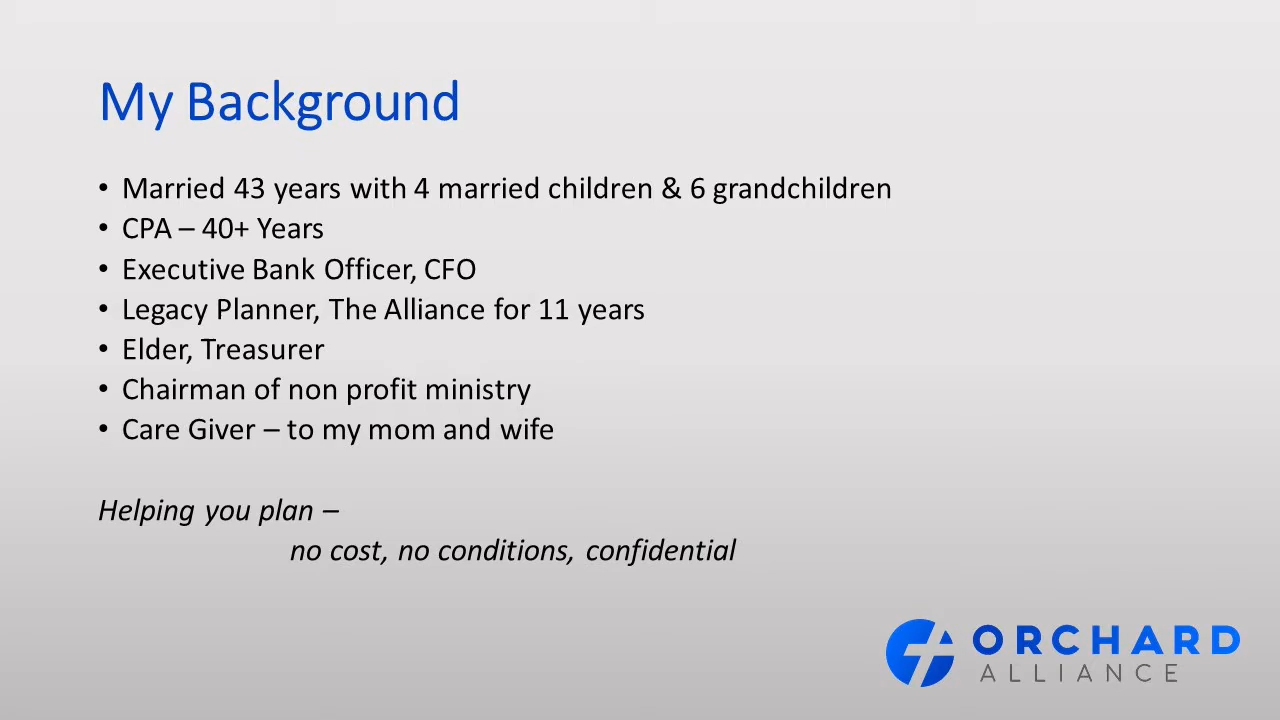 My Background
• Married 43 years with 4 married children & 6 grandchildren
• CPA – 40+ Years
• Executive Bank Officer, CFO
• Legacy Planner, The Alliance for 11 years
• Elder, Treasurer
• Chairman of non profit ministry
• Care Giver – to my mom and wife
Helping you plan –
no cost, no conditions, confidential
ORCHARD
ALLIANCE